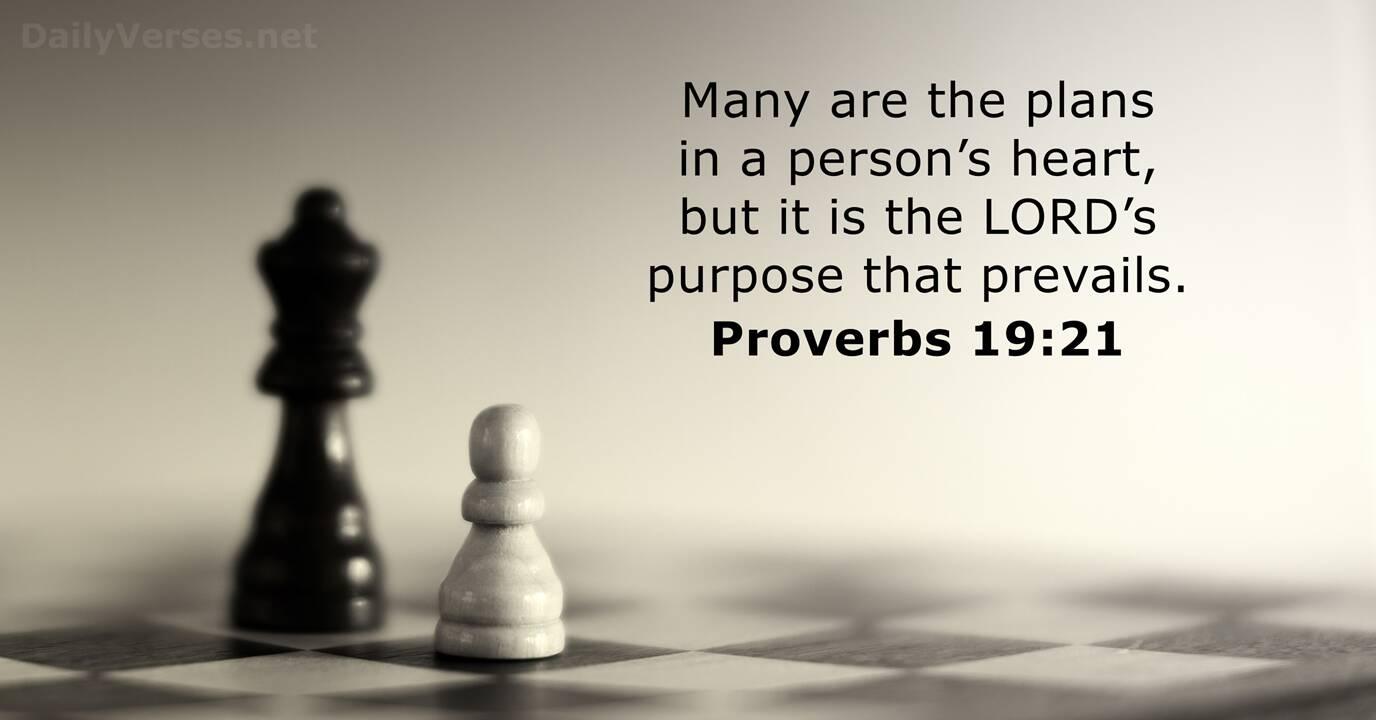 DailyVerses.net
Many are the plans
in a person’s heart,
but it is the LORD’s
purpose that prevails.
Proverbs 19:21